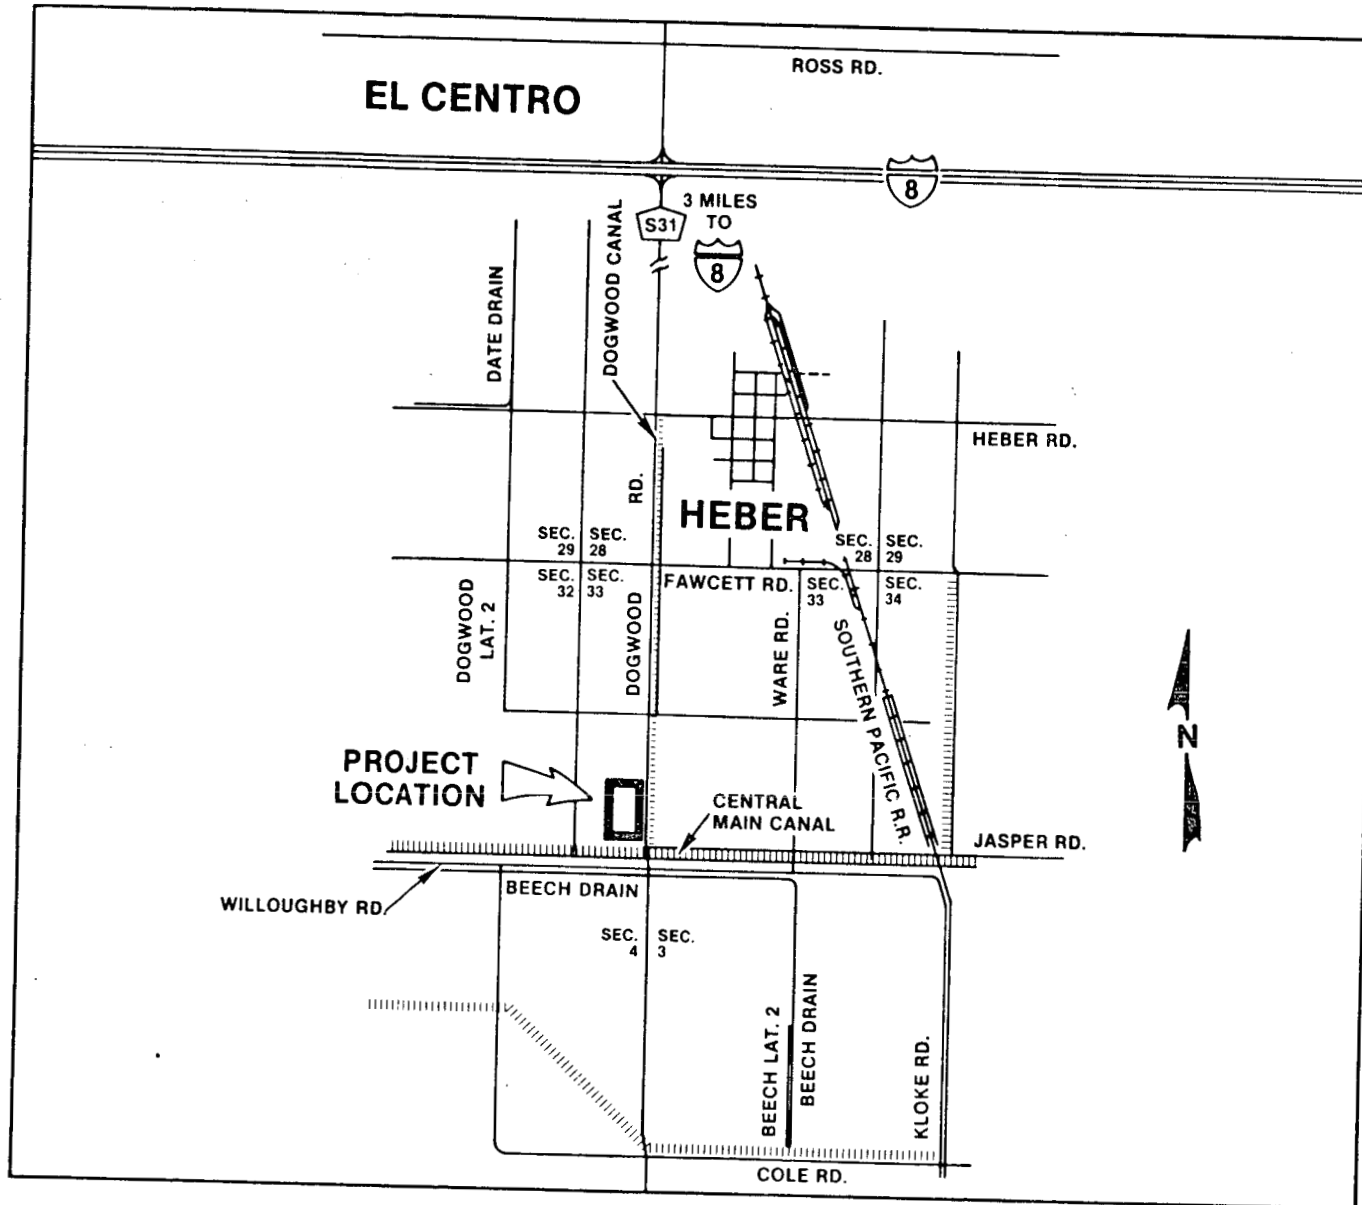 ROSS RD.
EL CENTRO
8
S31
3 MILES
TO
8
DOGWOOD CANAL
DATE DRAIN
HEBER RD.
RD.
HEBER
SEC.
29
SEC.
28
SEC.
28
SEC.
29
SEC.
32
SEC.
33
FAWCETT RD.
SEC.
33
SEC.
34
DOGWOOD
LAT. 2
DOGWOOD
WARE RD.
SOUTHERN PACIFIC R.R.
N
PROJECT
LOCATION
CENTRAL
MAIN CANAL
JASPER RD.
WILLOUGHBY RD.
BEECH DRAIN
SEC.
4
SEC.
3
BEECH LAT. 2
BEECH DRAIN
KLOKE RD.
COLE RD.